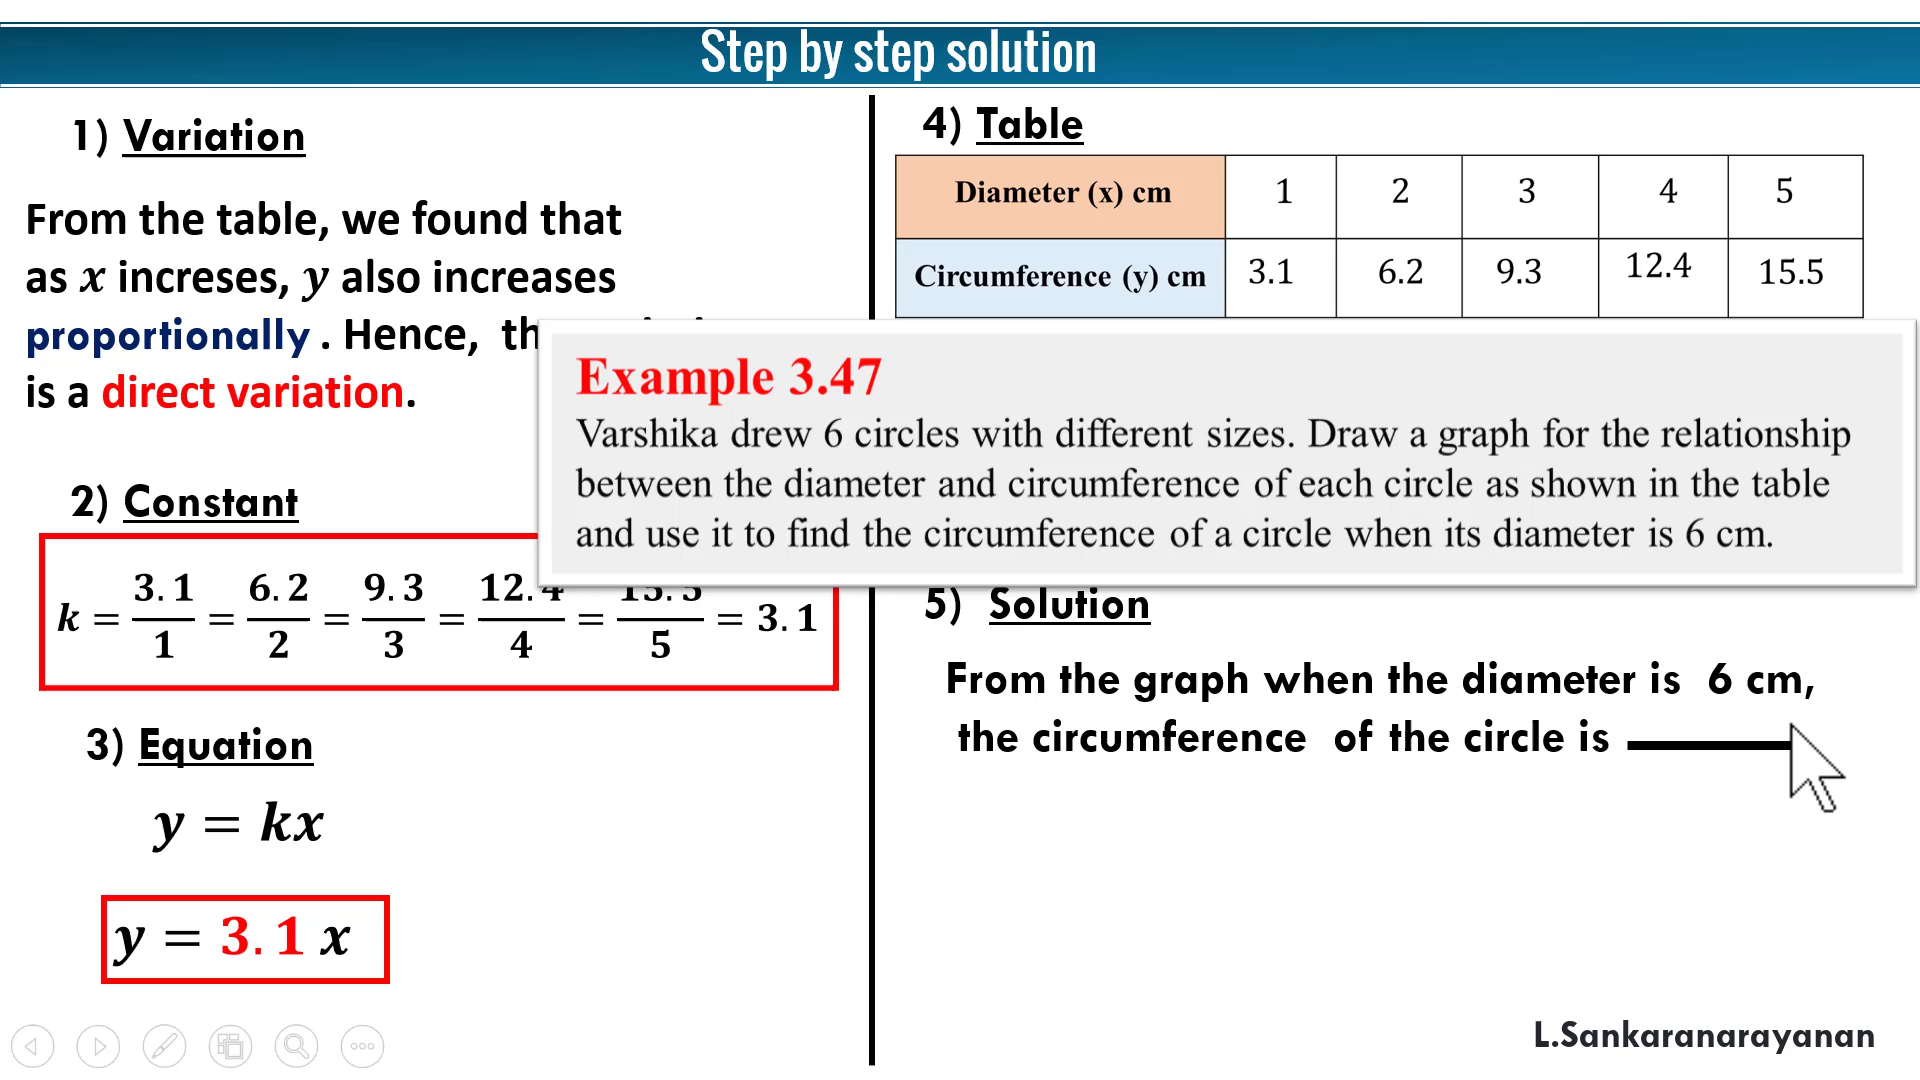 Step by step solution
1) Variation
From the table, we found that
as x increses, y also increases
proportionally . Hence, th
is a direct variation.
2) Constant
k = 3.1/1 = 6.2/2 = 9.3/3 = 12.4/4 = 15.5/5 = 3.1
3) Equation
y = kx
y = 3.1 x
4) Table
Diameter (x) cm 1 2 3 4 5
Circumference (y) cm 3.1 6.2 9.3 12.4 15.5
Example 3.47
Varshika drew 6 circles with different sizes. Draw a graph for the relationship
between the diameter and circumference of each circle as shown in the table
and use it to find the circumference of a circle when its diameter is 6 cm.
5) Solution
From the graph when the diameter is 6 cm,
the circumference of the circle is
L.Sankaranarayanan